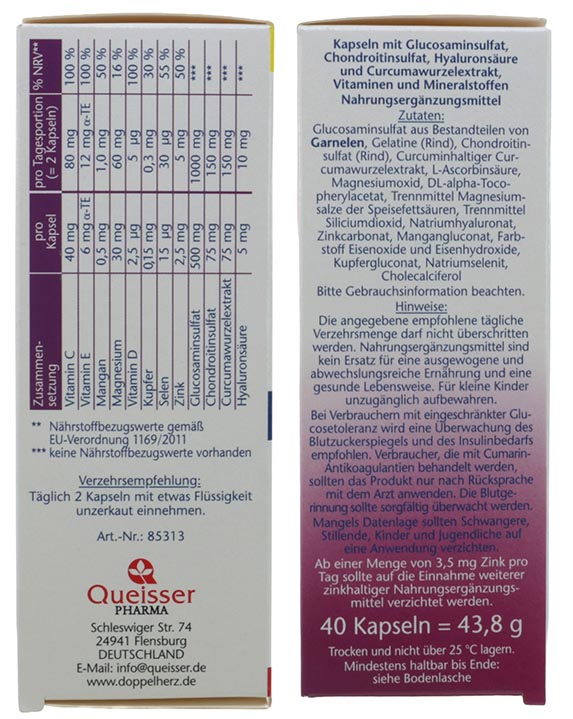 Zusammen-
setzung pro
Kapsel pro Tagesportion
(= 2 Kapseln) % NRV**
Vitamin C 40 mg 80 mg 100 %
Vitamin E 6 mg α-TE 12 mg α-TE 100 %
Mangan 0,5 mg 1,0 mg 50 %
Magnesium 30 mg 60 mg 16 %
Vitamin D 2,5 µg 5 µg 100 %
Kupfer 0,15 mg 0,3 mg 30 %
Selen 15 µg 30 µg 55 %
Zink 2,5 mg 5 mg 50 %
Glucosaminsulfat 500 mg 1000 mg ***
Chondroitinsulfat 75 mg 150 mg ***
Curcumawurzelextrakt 75 mg 150 mg ***
Hyaluronsäure 5 mg 10 mg ***
** Nährstoffbezugswerte gemäß
EU-Verordnung 1169/2011
*** keine Nährstoffbezugswerte vorhanden
Verzehrsempfehlung:
Täglich 2 Kapseln mit etwas Flüssigkeit
unzerkaut einnehmen.
Art.-Nr.: 85313
Queisser
PHARMA
Schleswiger Str. 74
24941 Flensburg
DEUTSCHLAND
E-Mail: info@queisser.de
www.doppelherz.de
Kapseln mit Glucosaminsulfat,
Chondroitinsulfat, Hyaluronsäure
und Curcumawurzelextrakt,
Vitaminen und Mineralstoffen
Nahrungsergänzungsmittel
Zutaten:
Glucosaminsulfat aus Bestandteilen von
Garnelen, Gelatine (Rind), Chondroitin-
sulfat (Rind), Curcuminhaltiger Cur-
cumawurzelextrakt, L-Ascorbinsäure,
Magnesiumoxid, DL-alpha-Toco-
pherylacetat, Trennmittel Magnesium-
salze der Speisefettsäuren, Trennmittel
Siliciumdioxid, Natriumhyaluronat,
Zinkcarbonat, Mangangluconat, Farb-
stoff Eisenoxide und Eisenhydroxide,
Kupfergluconat, Natriumselenit,
Cholecalciferol
Bitte Gebrauchsinformation beachten.
Hinweise:
Die angegebene empfohlene tägliche
Verzehrsmenge darf nicht überschritten
werden. Nahrungsergänzungsmittel sind
kein Ersatz für eine ausgewogene und
abwechslungsreiche Ernährung und eine
gesunde Lebensweise. Für kleine Kinder
unzugänglich aufbewahren.
Bei Verbrauchern mit eingeschränkter Glu-
cosetoleranz wird eine Überwachung des
Blutzuckerspiegels und des Insulinbedarfs
empfohlen. Verbraucher, die mit Cumarin-
Antikoagulantien behandelt werden,
sollten das Produkt nur nach Rücksprache
mit dem Arzt anwenden. Die Blutge-
rinnung sollte sorgfältig überwacht werden.
Mangels Datenlage sollten Schwangere,
Stillende, Kinder und Jugendliche auf
eine Anwendung verzichten.
Ab einer Menge von 3,5 mg Zink pro
Tag sollte auf die Einnahme weiterer
zinkhaltiger Nahrungsergänzungs-
mittel verzichtet werden.
40 Kapseln = 43,8 g
Trocken und nicht über 25 °C lagern.
Mindestens haltbar bis Ende:
siehe Bodenlasche